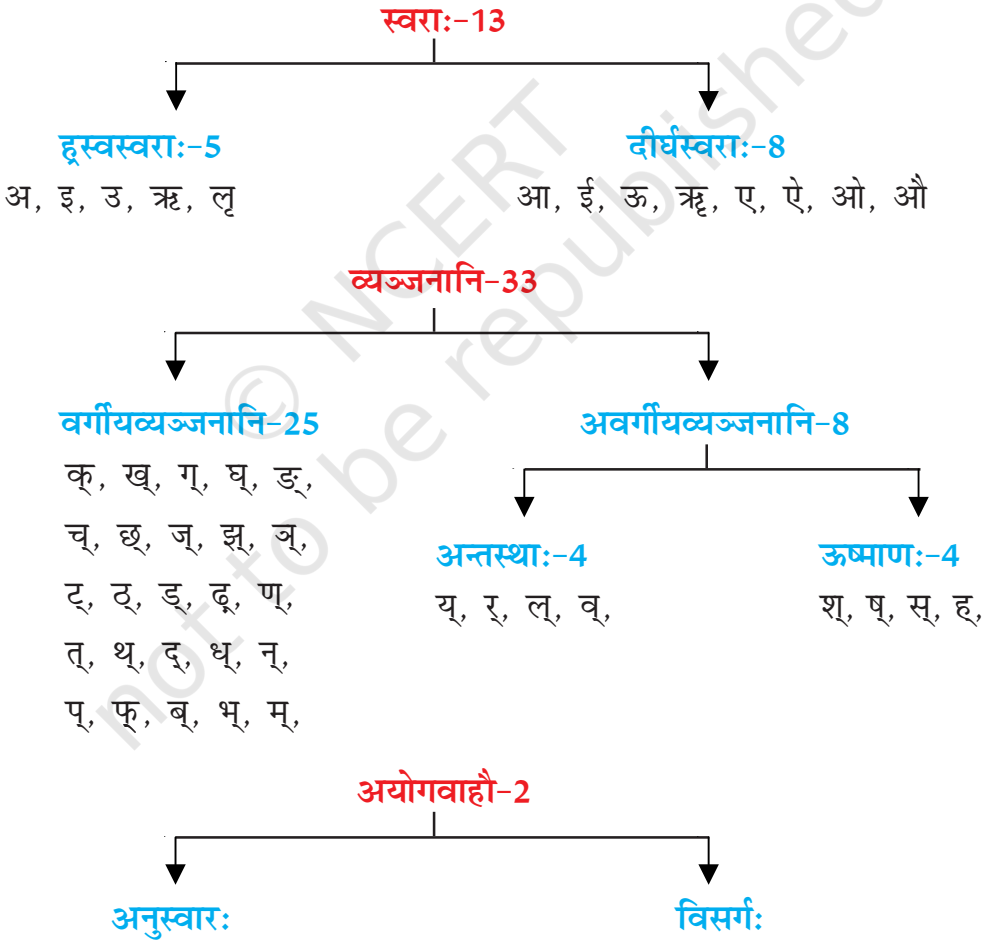 स्वराः-13
ह्रस्वस्वराः-5 दीर्घस्वराः-8
अ, इ, उ, ऋ, लृ आ, ई, ऊ, ॠ, ए, ऐ, ओ, औ
व्यञ्जनानि-33
वर्गीयव्यञ्जनानि-25 अवर्गीयव्यञ्जनानि-8
क्, ख्, ग्, घ्, ङ्,
च्, छ्, ज्, झ्, ञ्,
ट्, ठ्, ड्, ढ़्, ण्,
त्, थ्, द्, ध्, न्,
प्, फ्, ब्, भ्, म्,
अन्तस्थाः-4 ऊष्माणः-4
य्, र्, ल्, व्, श्, ष्, स्, ह्,
अयोगवाहौ-2
अनुस्वारः विसर्गः
© NCERT
not to be republished